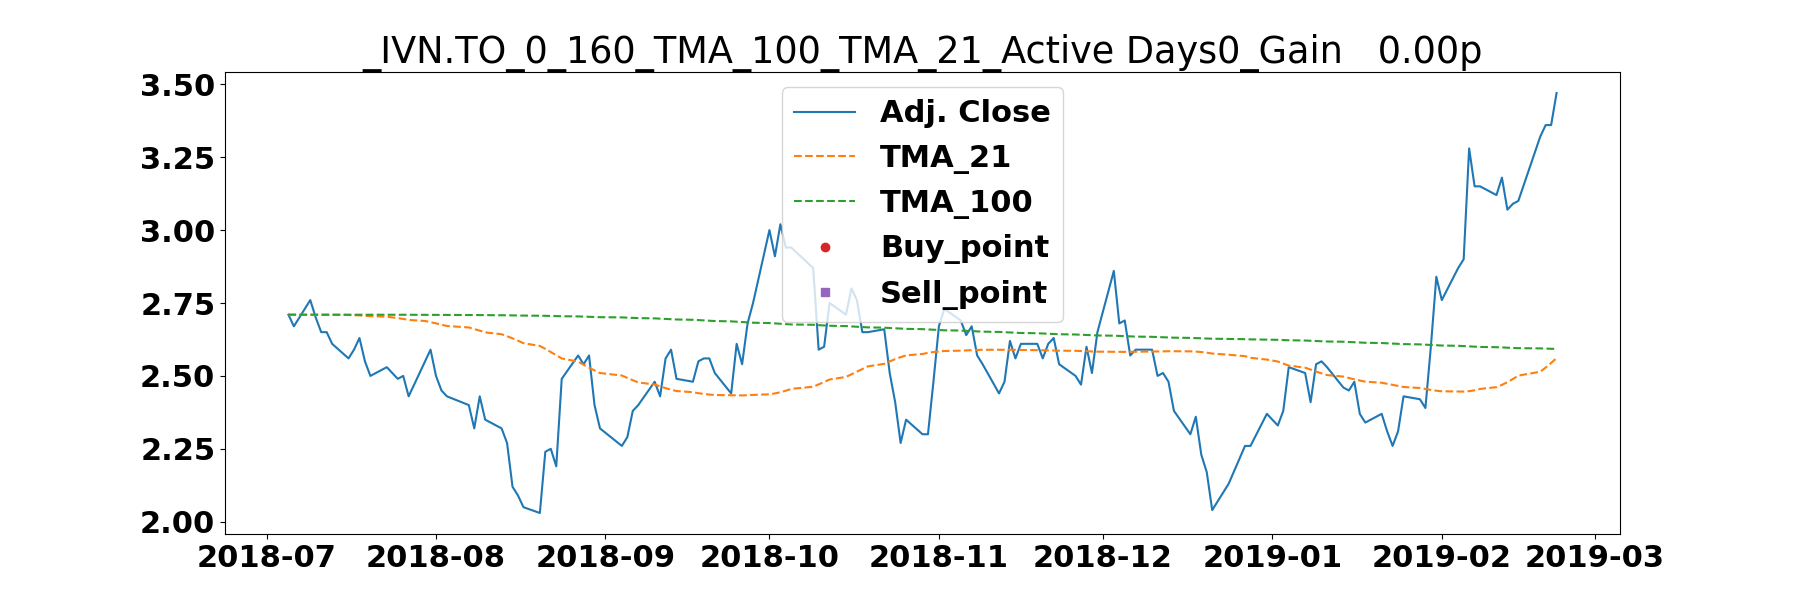 _IVN.TO_0_160_TMA_100_TMA_21_Active Days0_Gain   0.00p
3.50
3.25
3.00
2.75
2.50
2.25
2.00
Adj. Close
TMA_21
TMA_100
Buy_point
Sell_point
2018-07 2018-08 2018-09 2018-10 2018-11 2018-12 2019-01 2019-02 2019-03